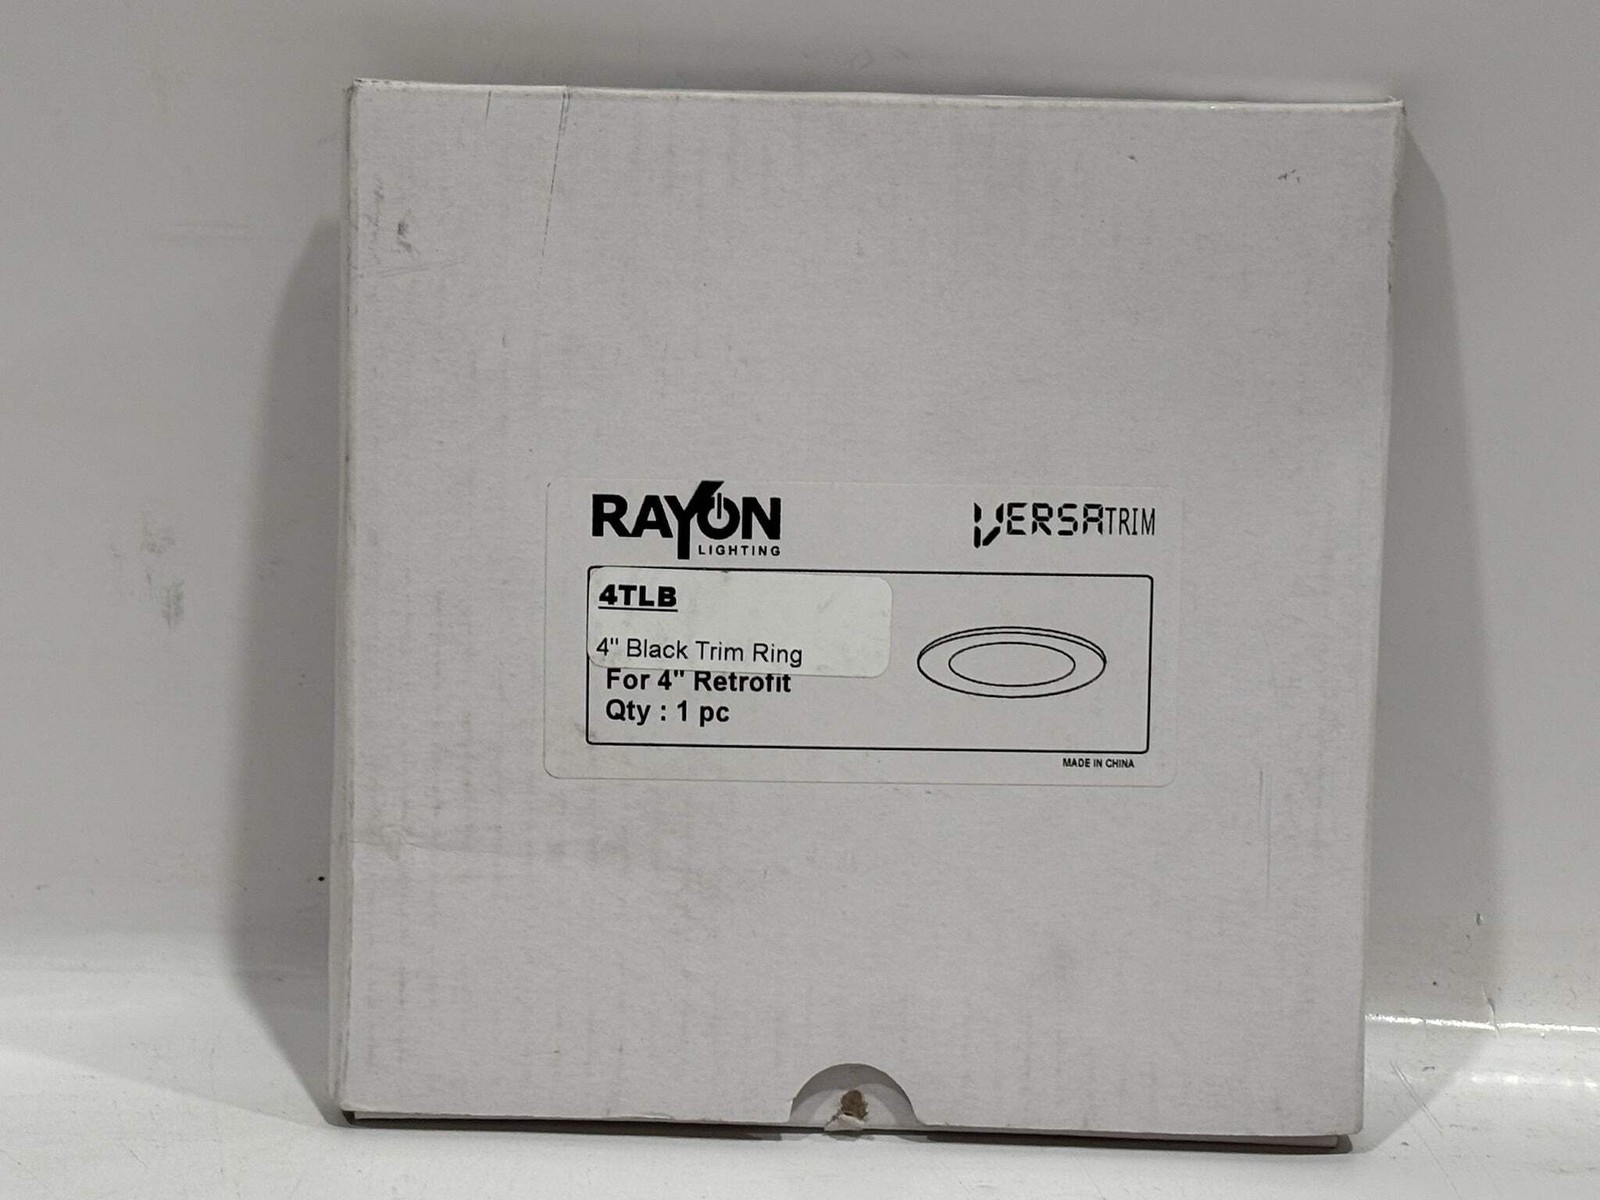 RAYON
LIGHTING
VERSATRIM
4TLB
4" Black Trim Ring
For 4" Retrofit
Qty : 1 pc
MADE IN CHINA